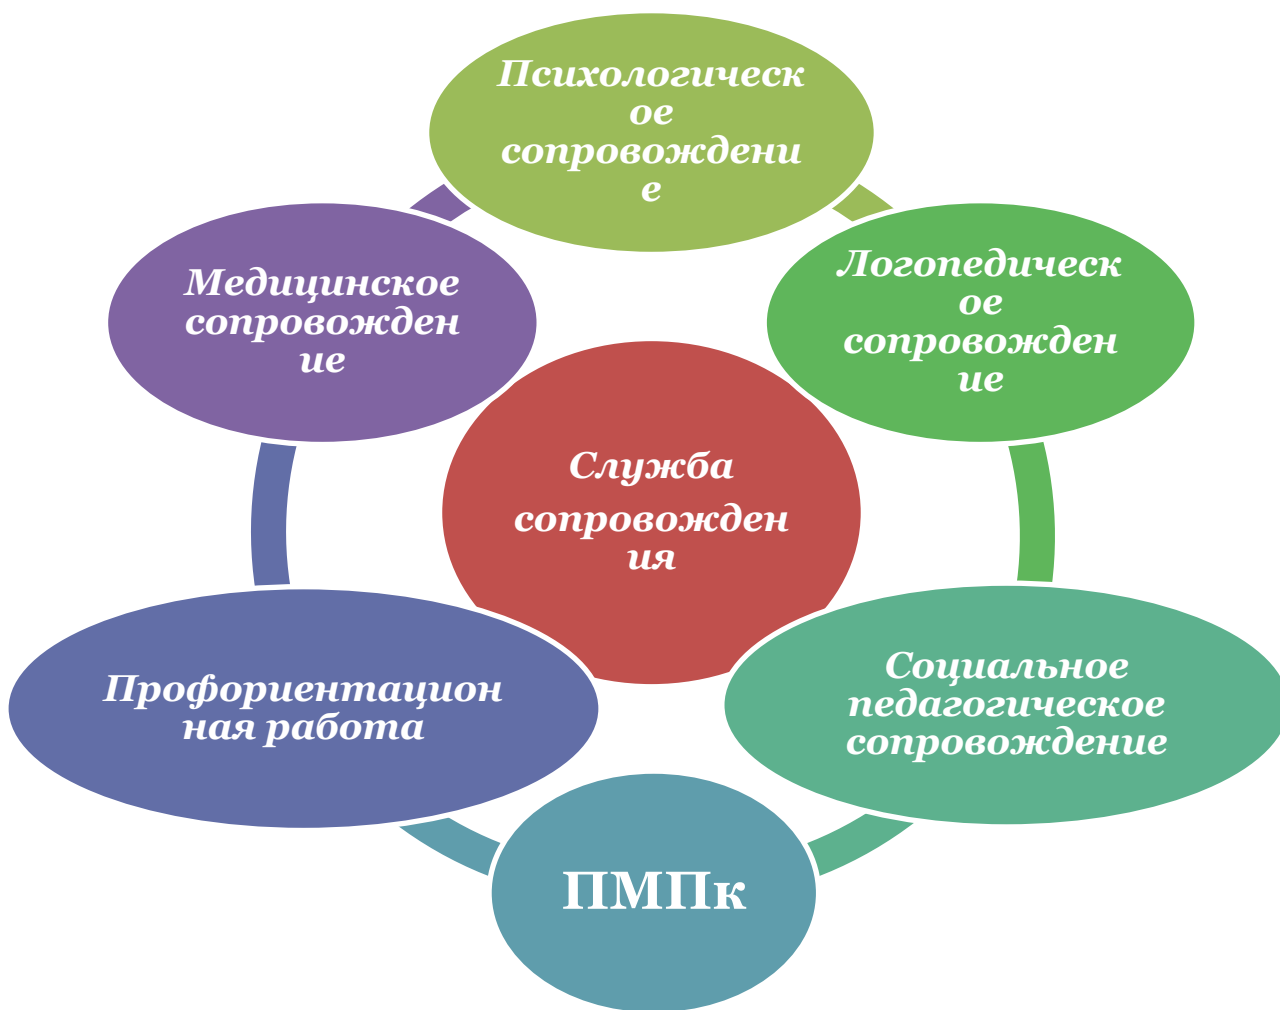 Психологическ
ое
сопровождени
е
Логопедическ
ое
сопровожден
ие
Социальное
педагогическое
сопровождение
ПМПк
Профориентацион
ная работа
Медицинское
сопровожден
ие
Служба
сопровожден
ия